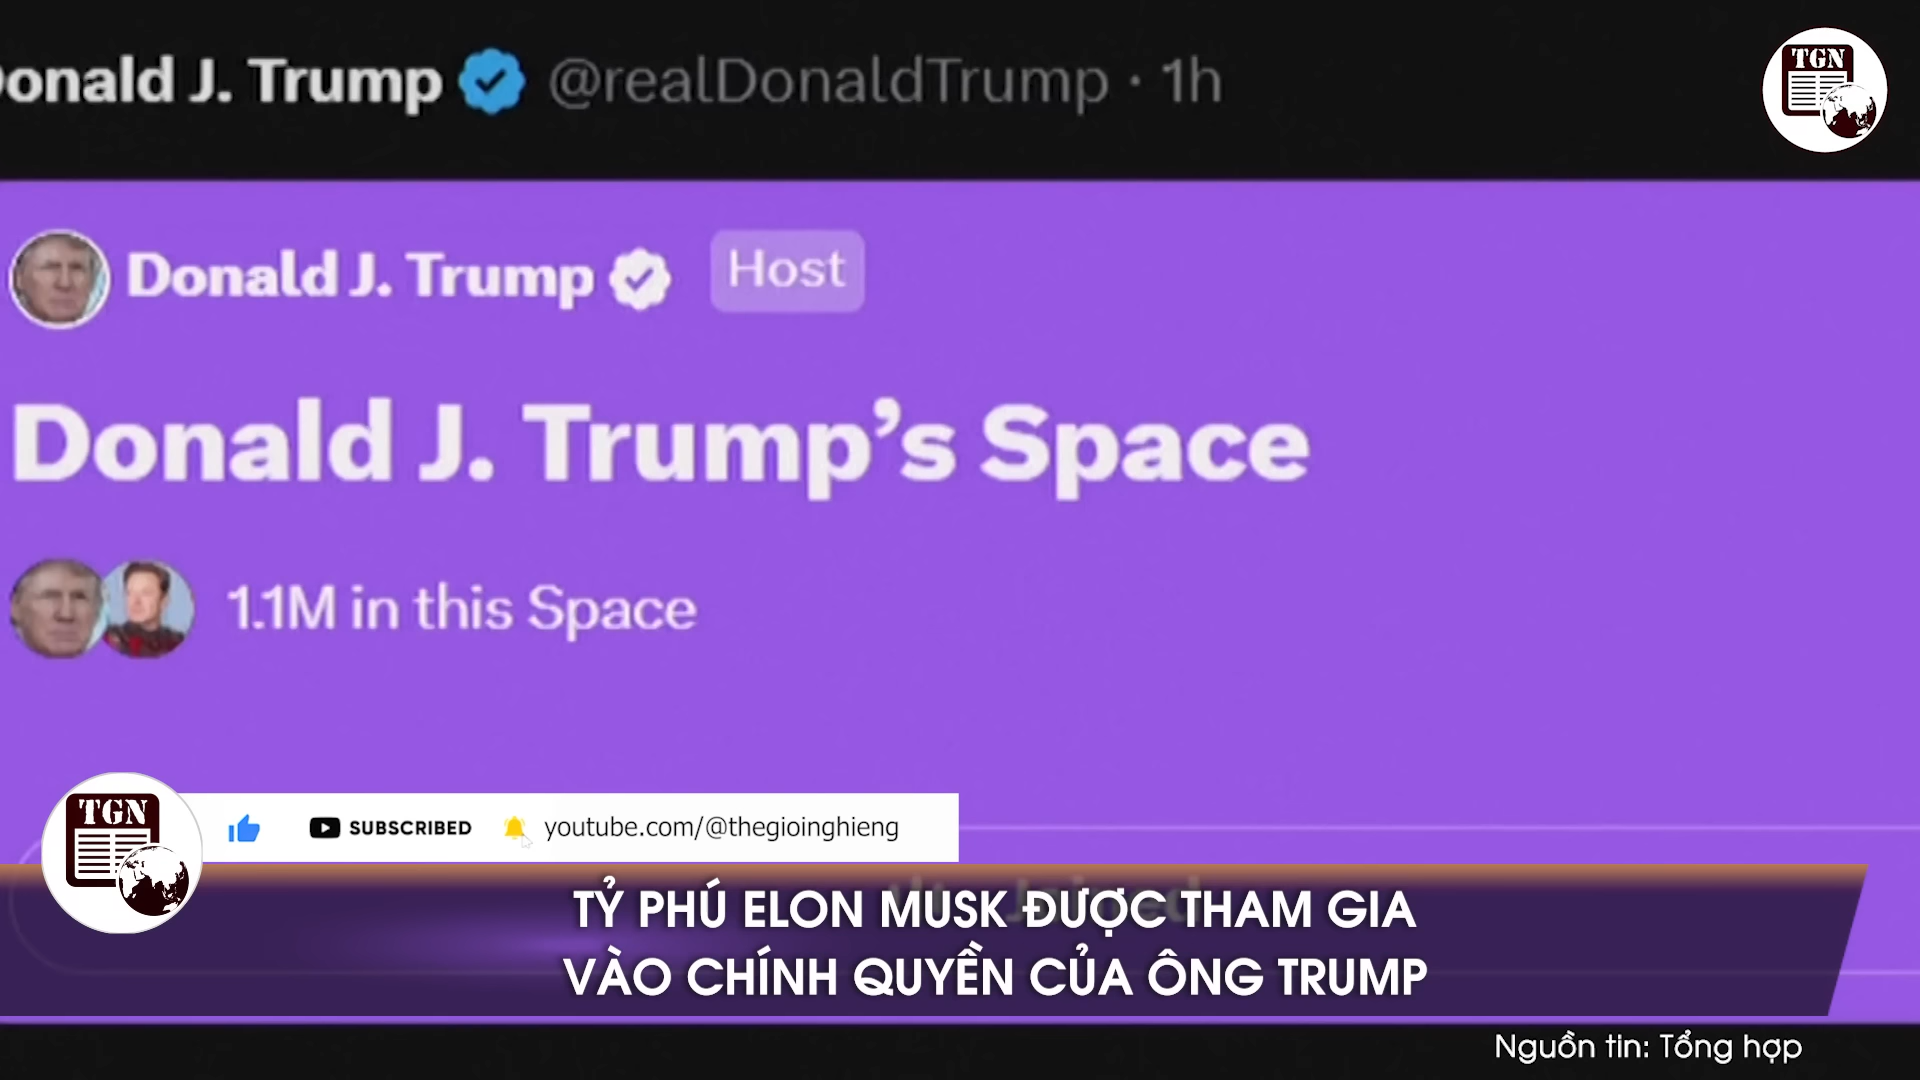 onald J. Trump @realDonaldTrump · 1h
TGN
Donald J. Trump Host
Donald J. Trump’s Space
1.1M in this Space
TGN
SUBSCRIBED youtube.com/@thegioinghieng
TỶ PHÚ ELON MUSK ĐƯỢC THAM GIA
VÀO CHÍNH QUYỀN CỦA ÔNG TRUMP
Nguồn tin: Tổng hợp